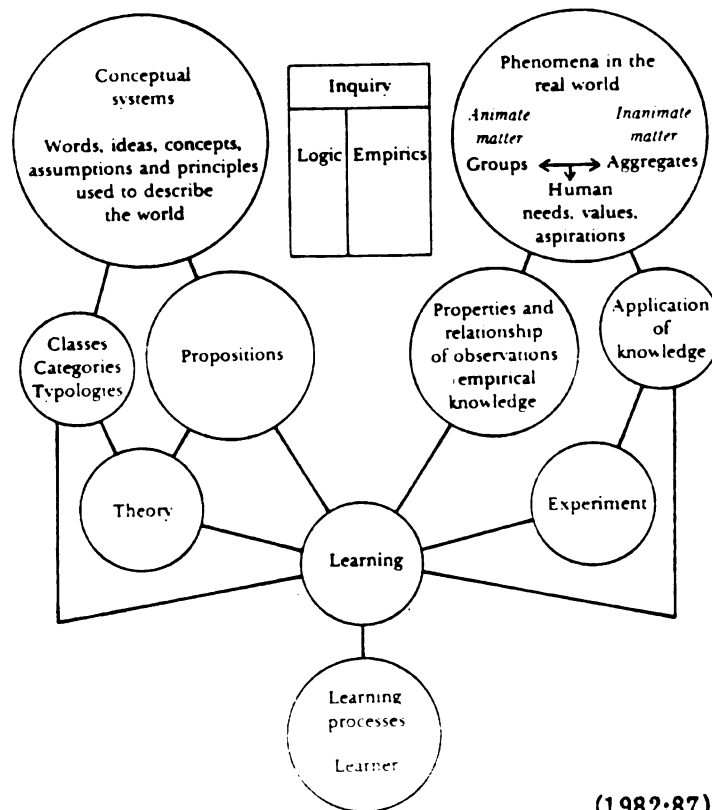 Conceptual
systems
Words, ideas, concepts,
assumptions and principles
used to describe
the world
Inquiry
Logic Empirics
Phenomena in the
real world
Animate
matter
Inanimate
matter
Groups Aggregates
Human
needs, values,
aspirations
Classes
Categories
Typologies
Propositions
Properties and
relationship
of observations
empirical
knowledge
Application
of
knowledge
Theory
Experiment
Learning
Learning
processes
Learner
(1982:87)